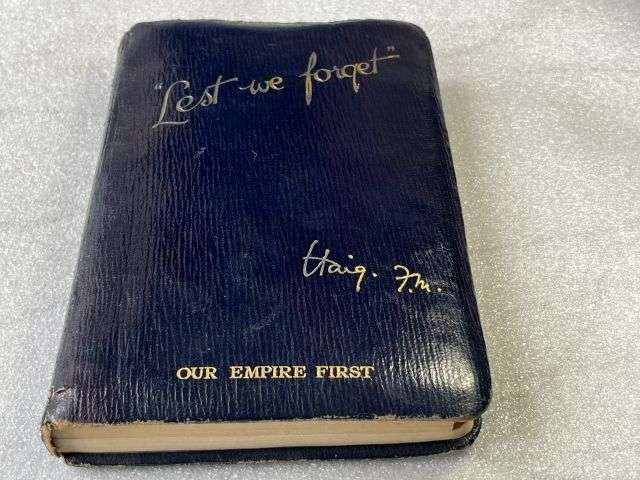 "Lest we forget"
Haig. F.M.
OUR EMPIRE FIRST